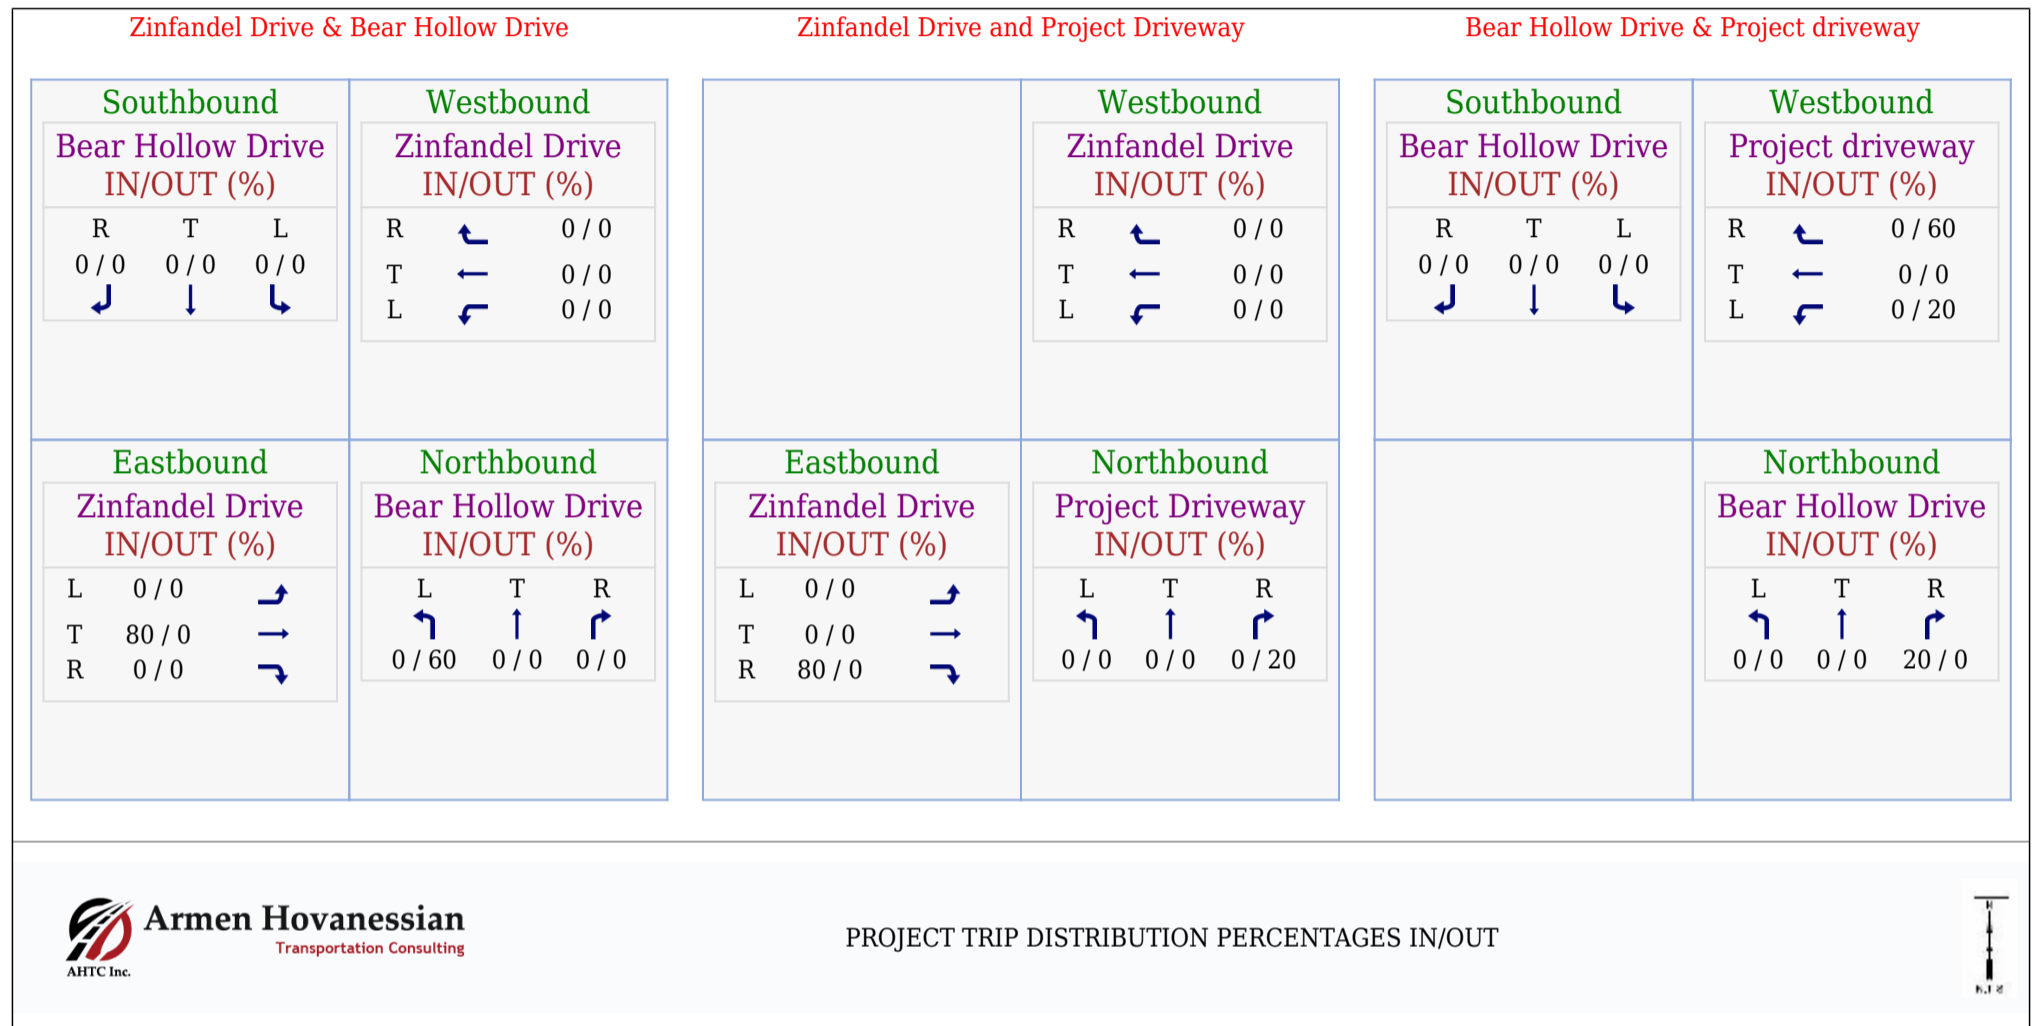 Zinfandel Drive & Bear Hollow Drive
Southbound
Bear Hollow Drive
IN/OUT (%)
R T L
0 / 0 0 / 0 0 / 0
Westbound
Zinfandel Drive
IN/OUT (%)
R 0 / 0
T 0 / 0
L 0 / 0
Eastbound
Zinfandel Drive
IN/OUT (%)
L 0 / 0
T 80 / 0
R 0 / 0
Northbound
Bear Hollow Drive
IN/OUT (%)
L T R
0 / 60 0 / 0 0 / 0
Zinfandel Drive and Project Driveway
Westbound
Zinfandel Drive
IN/OUT (%)
R 0 / 0
T 0 / 0
L 0 / 0
Eastbound
Zinfandel Drive
IN/OUT (%)
L 0 / 0
T 0 / 0
R 80 / 0
Northbound
Project Driveway
IN/OUT (%)
L T R
0 / 0 0 / 0 0 / 20
Bear Hollow Drive & Project driveway
Southbound
Bear Hollow Drive
IN/OUT (%)
R T L
0 / 0 0 / 0 0 / 0
Westbound
Project driveway
IN/OUT (%)
R 0 / 60
T 0 / 0
L 0 / 20
Northbound
Bear Hollow Drive
IN/OUT (%)
L T R
0 / 0 0 / 0 20 / 0
Armen Hovanessian
Transportation Consulting
AHTC Inc.
PROJECT TRIP DISTRIBUTION PERCENTAGES IN/OUT